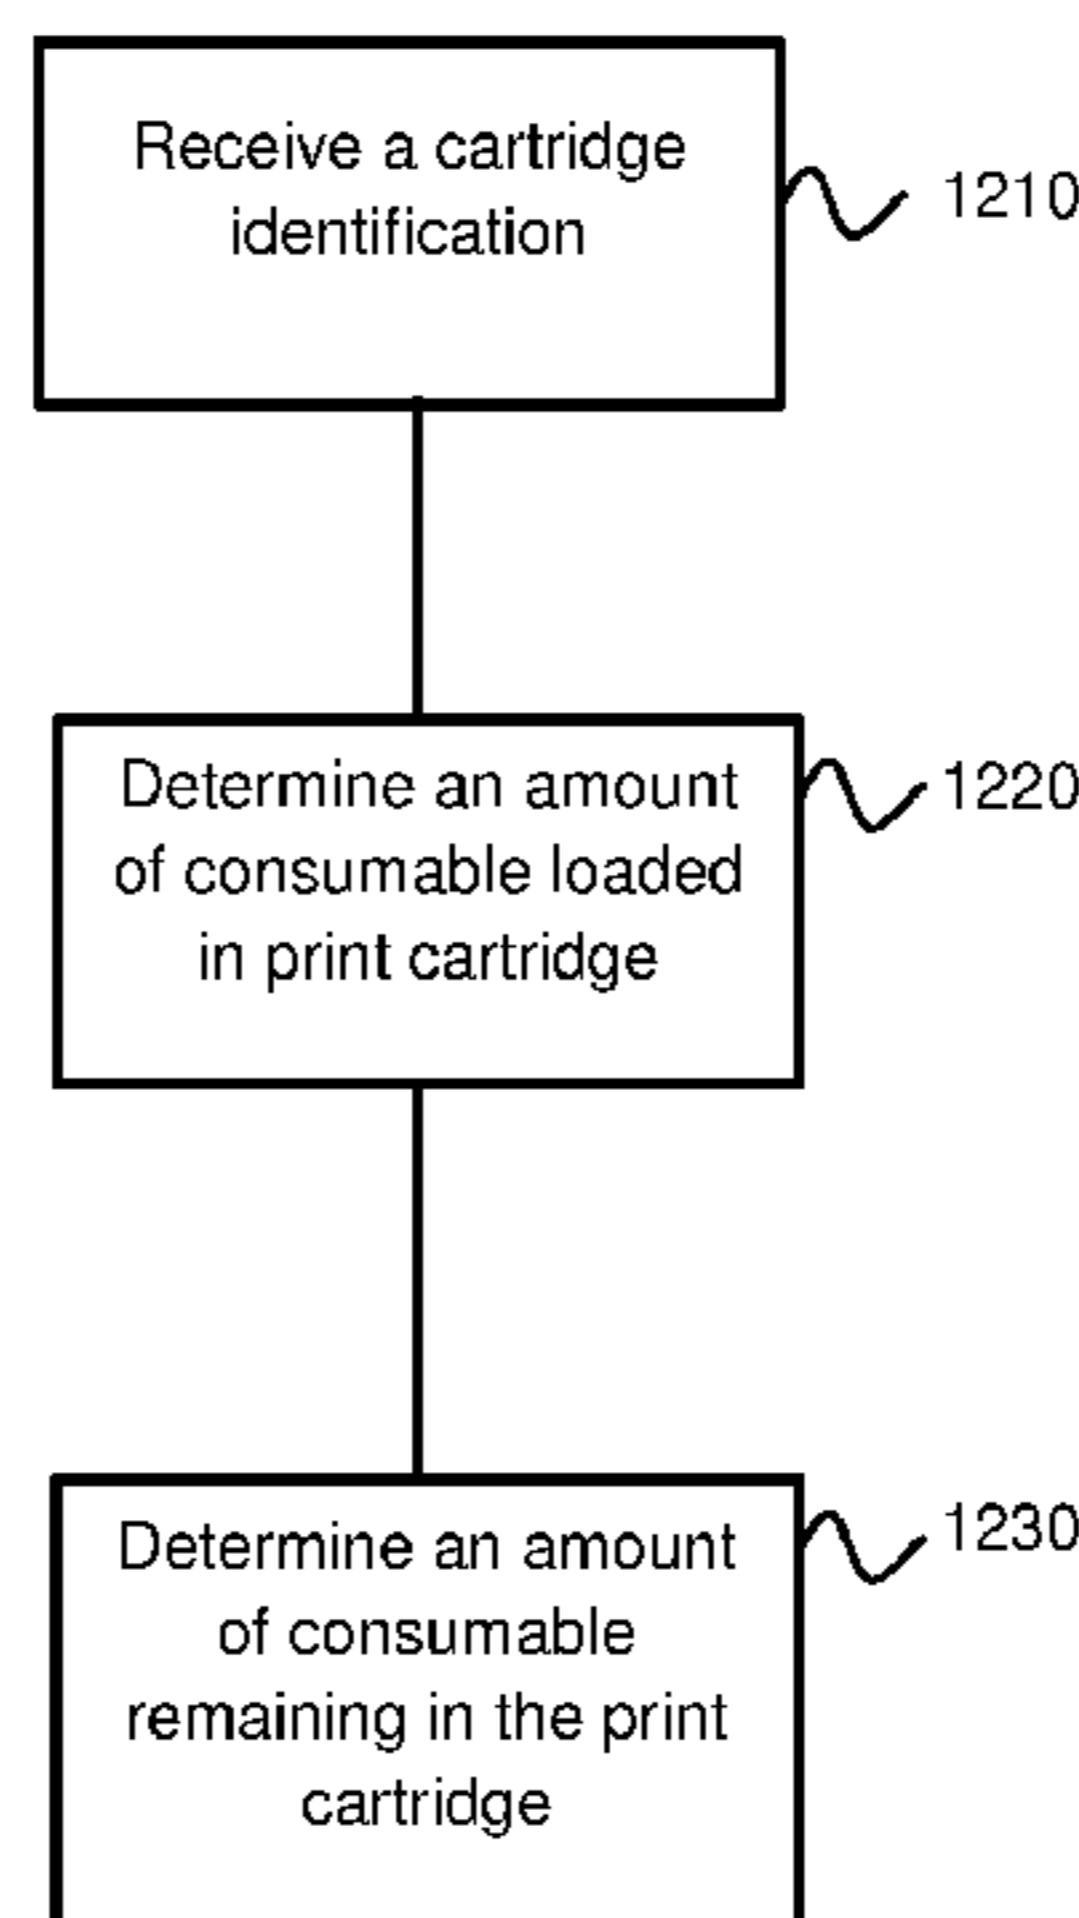 Receive a cartridge
identification
1210
Determine an amount
of consumable loaded
in print cartridge
1220
Determine an amount
of consumable
remaining in the print
cartridge
1230